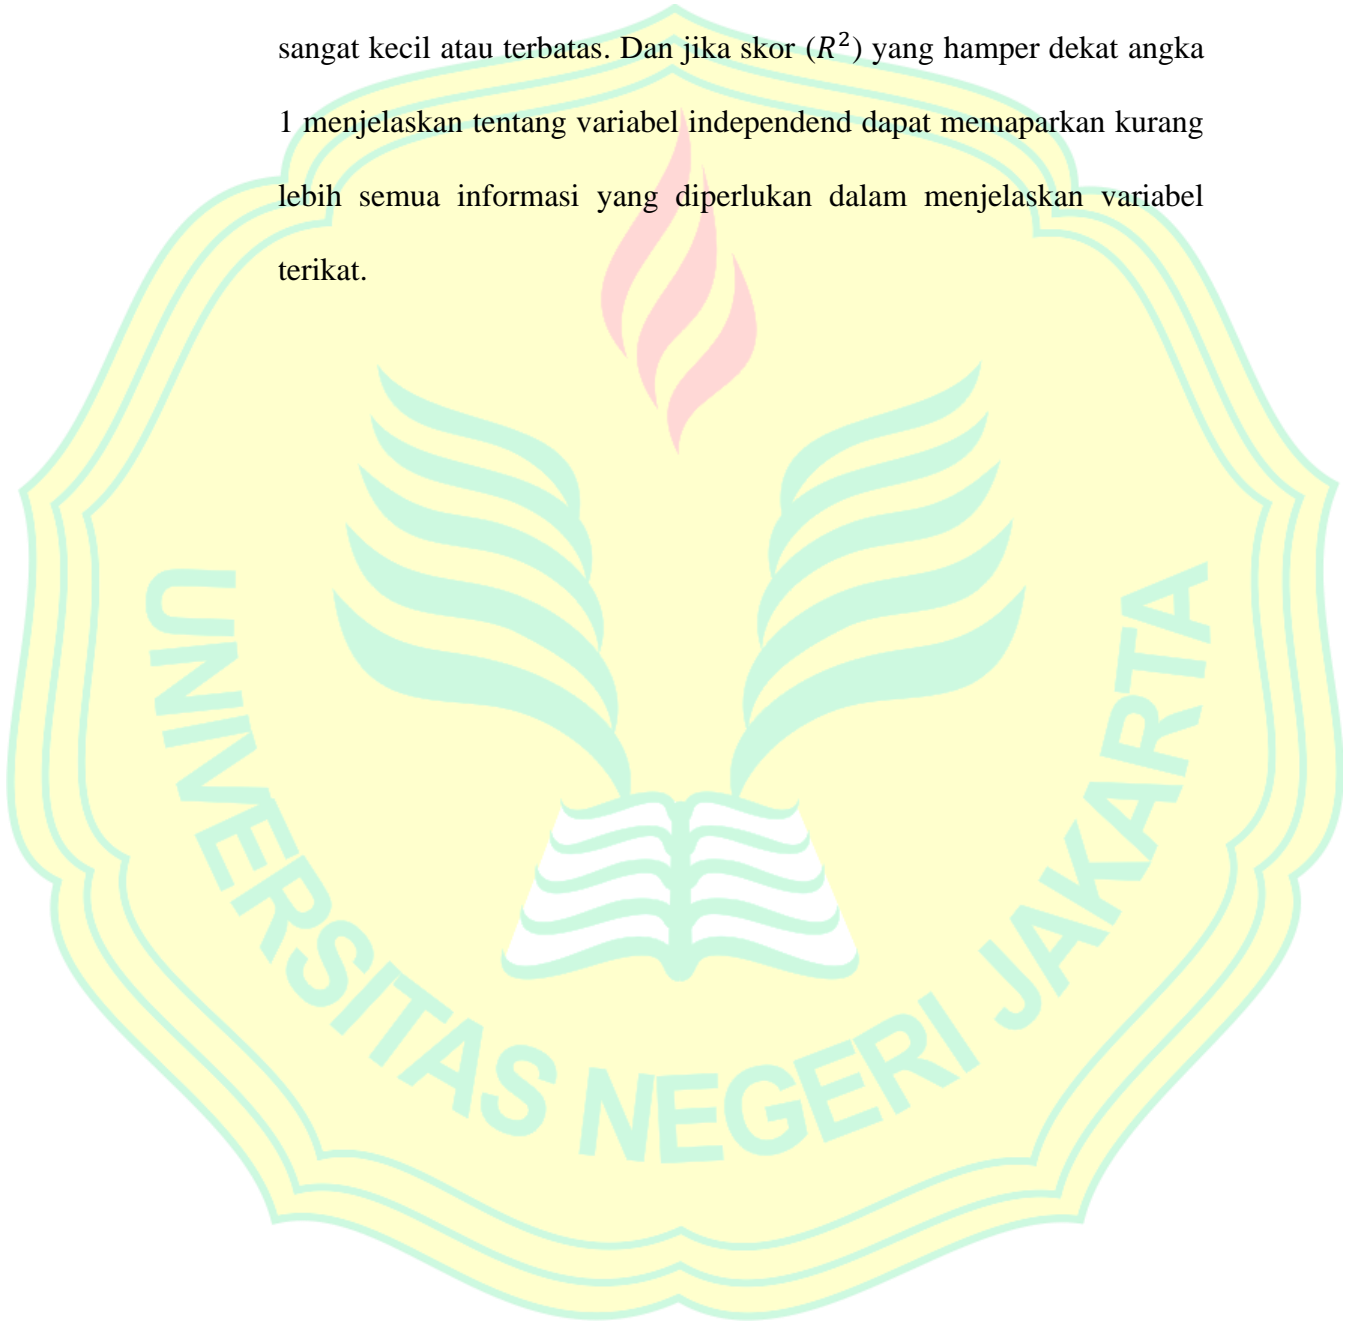 sangat kecil atau terbatas. Dan jika skor (𝑅²) yang hamper dekat angka
1 menjelaskan tentang variabel independend dapat memaparkan kurang
lebih semua informasi yang diperlukan dalam menjelaskan variabel
terikat.
UNIVERSITAS NEGERI JAKARTA